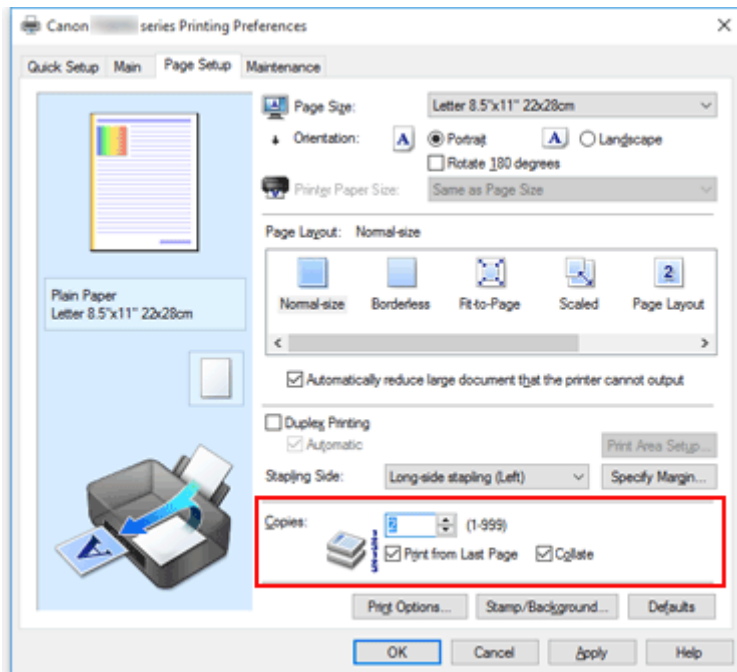 Canon series Printing Preferences
Quick Setup Main Page Setup Maintenance
Page Size: Letter 8.5"x11" 22x28cm
Orientation: A Portrait A Landscape
Rotate 180 degrees
Printer Paper Size: Same as Page Size
Page Layout: Normal-size
2
Normal-size Borderless Fit-to-Page Scaled Page Layout
Plain Paper
Letter 8.5"x11" 22x28cm
Automatically reduce large document that the printer cannot output
Duplex Printing
Automatic Print Area Setup...
Stapling Side: Long-side stapling (Left) Specify Margin...
Copies: 2 (1-999)
Print from Last Page Collate
A
Print Options... Stamp/Background... Defaults
OK Cancel Apply Help